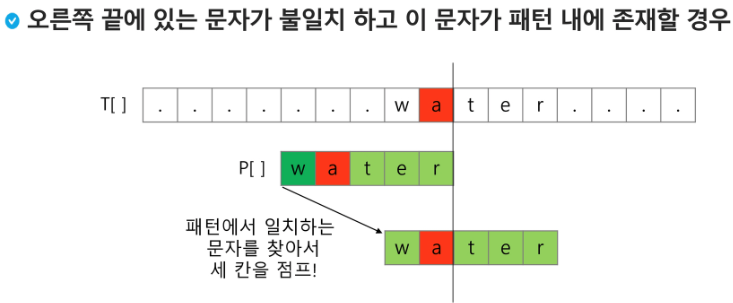 오른쪽 끝에 있는 문자가 불일치 하고 이 문자가 패턴 내에 존재할 경우
T[ ] . . . . . . . w a t e r . . . .
P[ ] w a t e r
패턴에서 일치하는
문자를 찾아서
세 칸을 점프!
w a t e r